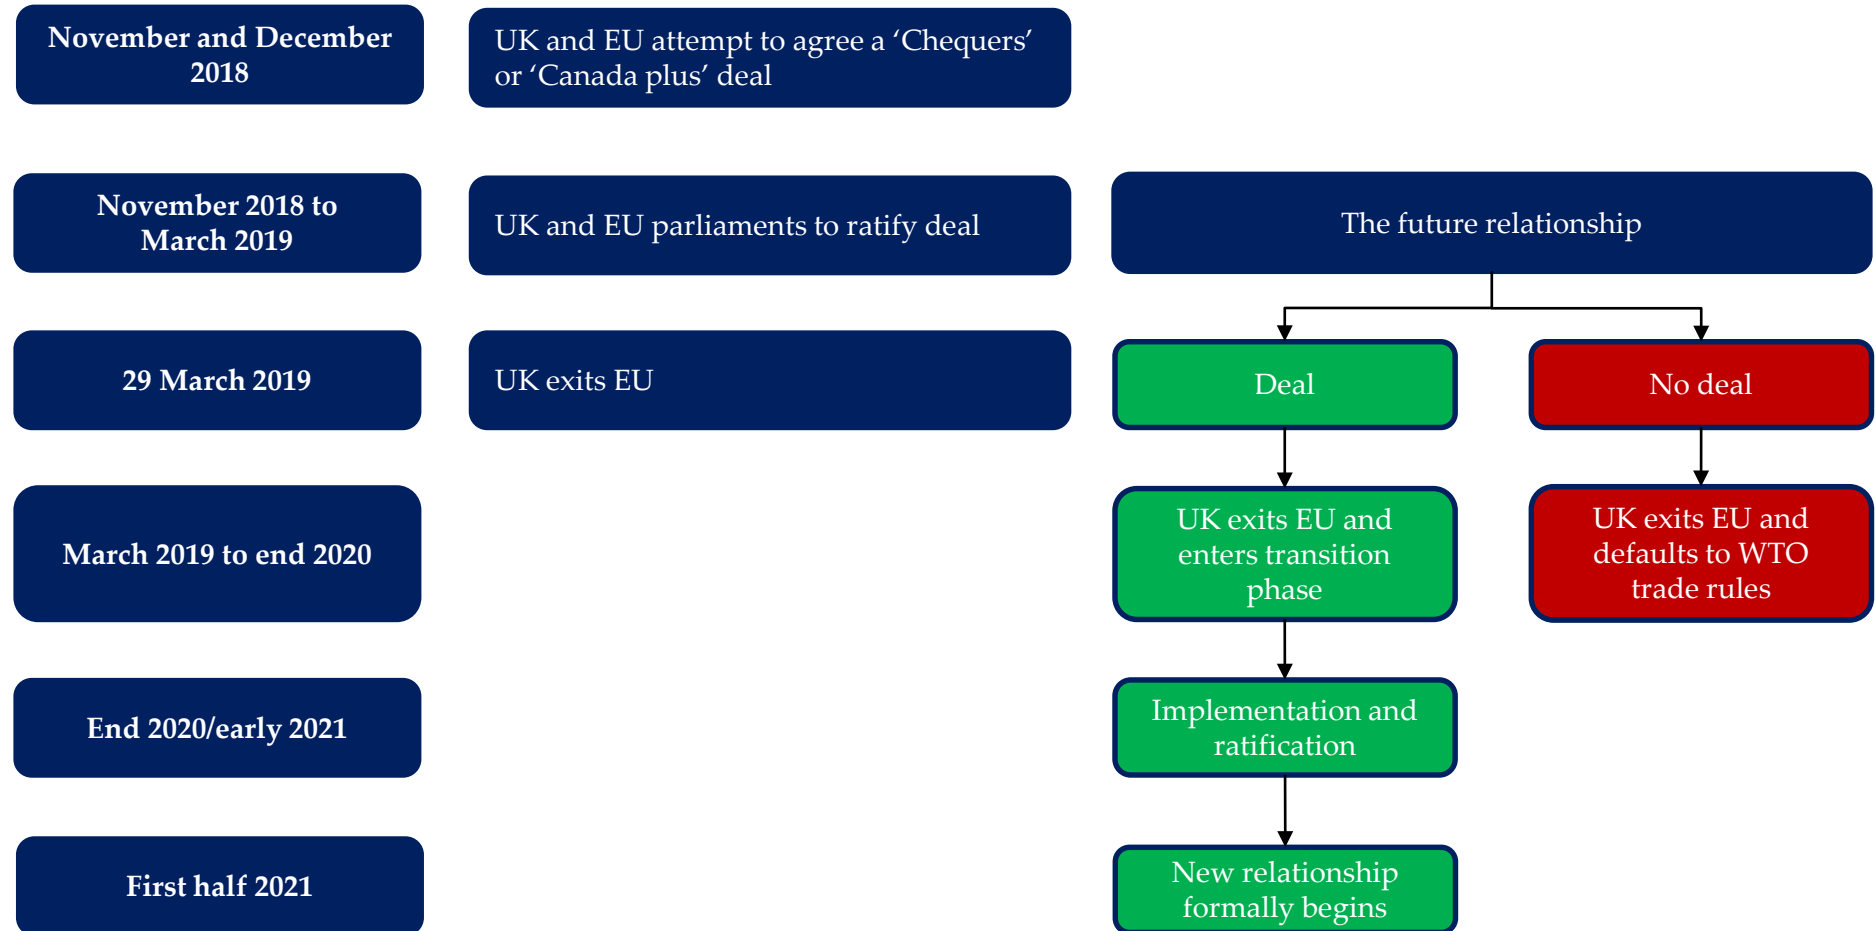 November and December
2018
UK and EU attempt to agree a ‘Chequers’
or ‘Canada plus’ deal
November 2018 to
March 2019
UK and EU parliaments to ratify deal
The future relationship
29 March 2019
UK exits EU
Deal
No deal
March 2019 to end 2020
UK exits EU and
enters transition
phase
UK exits EU and
defaults to WTO
trade rules
End 2020/early 2021
Implementation and
ratification
First half 2021
New relationship
formally begins